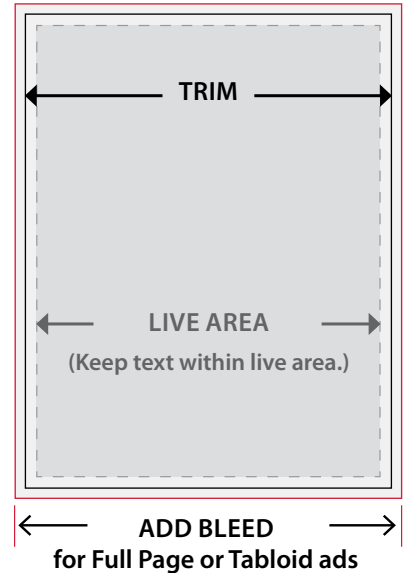 TRIM
LIVE AREA
(Keep text within live area.)
ADD BLEED
for Full Page or Tabloid ads